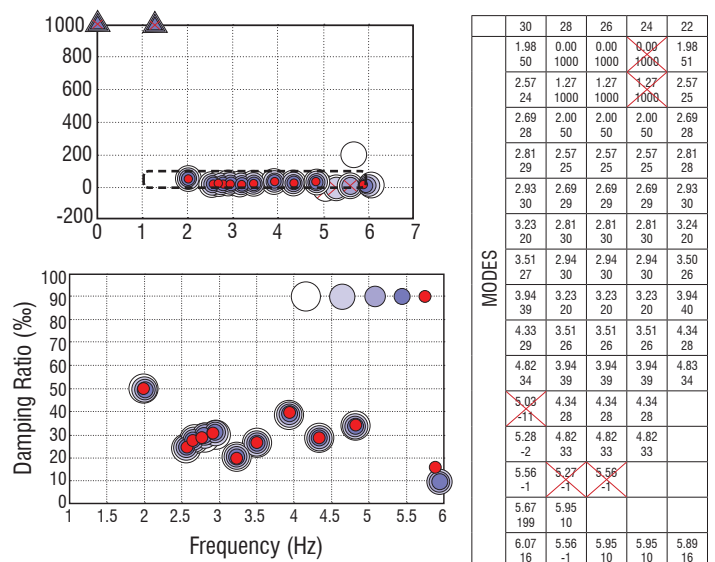 1000
800
600
400
200
0
-200
0 1 2 3 4 5 6 7
100
90
80
70
60
50
40
30
20
10
0
1 1.5 2 2.5 3 3.5 4 4.5 5 5.5 6
Damping Ratio (‰)
Frequency (Hz)
MODES
30 28 26 24 22
1.98 0.00 0.00 0.00 1.98
50 1000 1000 1000 51
2.57 1.27 1.27 1.27 2.57
24 1000 1000 1000 25
2.69 2.00 2.00 2.00 2.69
28 50 50 50 28
2.81 2.57 2.57 2.57 2.81
29 25 25 25 28
2.93 2.69 2.69 2.69 2.93
30 29 29 29 30
3.23 2.81 2.81 2.81 3.24
20 30 30 30 20
3.51 2.94 2.94 2.94 3.50
27 30 30 30 26
3.94 3.23 3.23 3.23 3.94
39 20 20 20 40
4.33 3.51 3.51 3.51 4.34
29 26 26 26 28
4.82 3.94 3.94 3.94 4.83
34 39 39 39 34
5.03 4.34 4.34 4.34
-11 28 28 28
5.28 4.82 4.82 4.82
-2 33 33 33
5.56 5.27 5.56
-1 -1 -1
5.67 5.95
199 10
6.07 5.56 5.95 5.95 5.89
16 -1 10 10 16